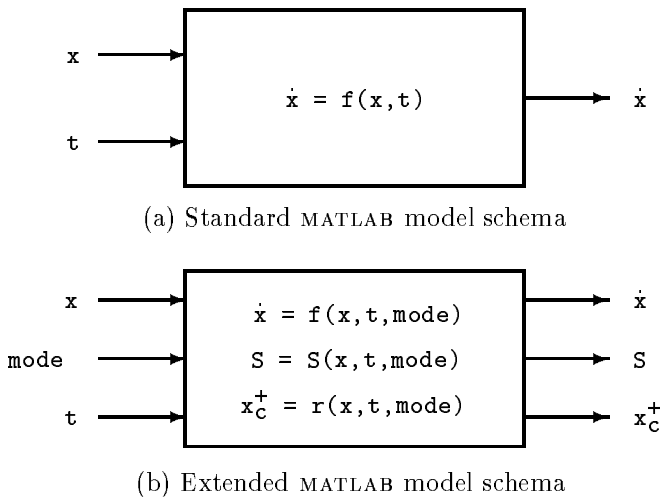 x
ẋ = f(x,t)
ẋ
t
(a) Standard MATLAB model schema
x
ẋ = f(x,t,mode)
ẋ
mode
S = S(x,t,mode)
S
t
x_c^+ = r(x,t,mode)
x_c^+
(b) Extended MATLAB model schema